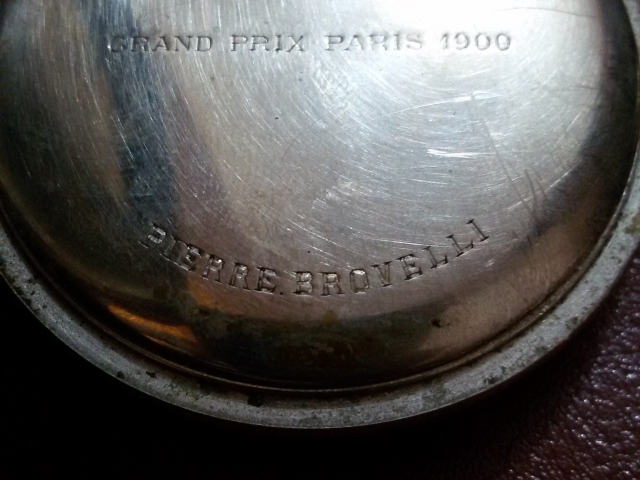 GRAND PRIX PARIS 1900
PIERRE. BROVELLI